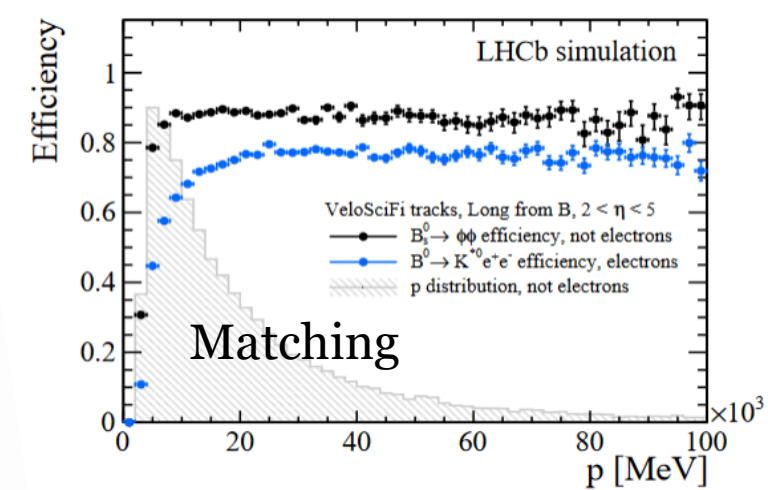 LHCb simulation
Efficiency
1
0.8
0.6
0.4
0.2
0
VeloSciFi tracks, Long from B, 2 < η < 5
B⁰ₛ→ ϕϕ efficiency, not electrons
B⁰→ K*⁰e⁺e⁻ efficiency, electrons
p distribution, not electrons
Matching
0 20 40 60 80 100
×10³
p [MeV]